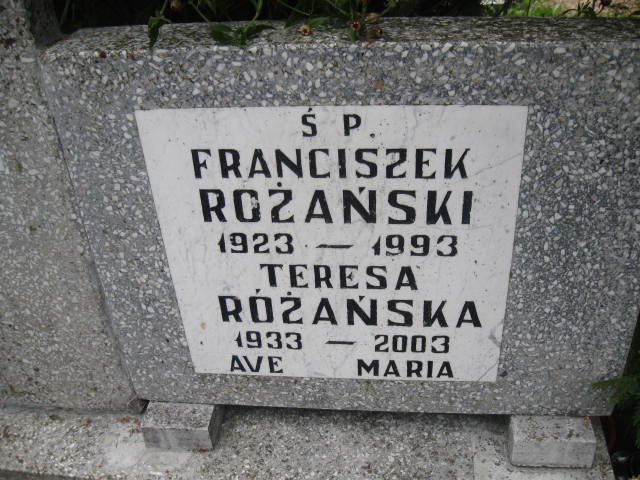 Ś P.
FRANCISZEK
ROŻAŃSKI
1923 — 1993
TERESA
RÓŻAŃSKA
1933 — 2003
AVE MARIA